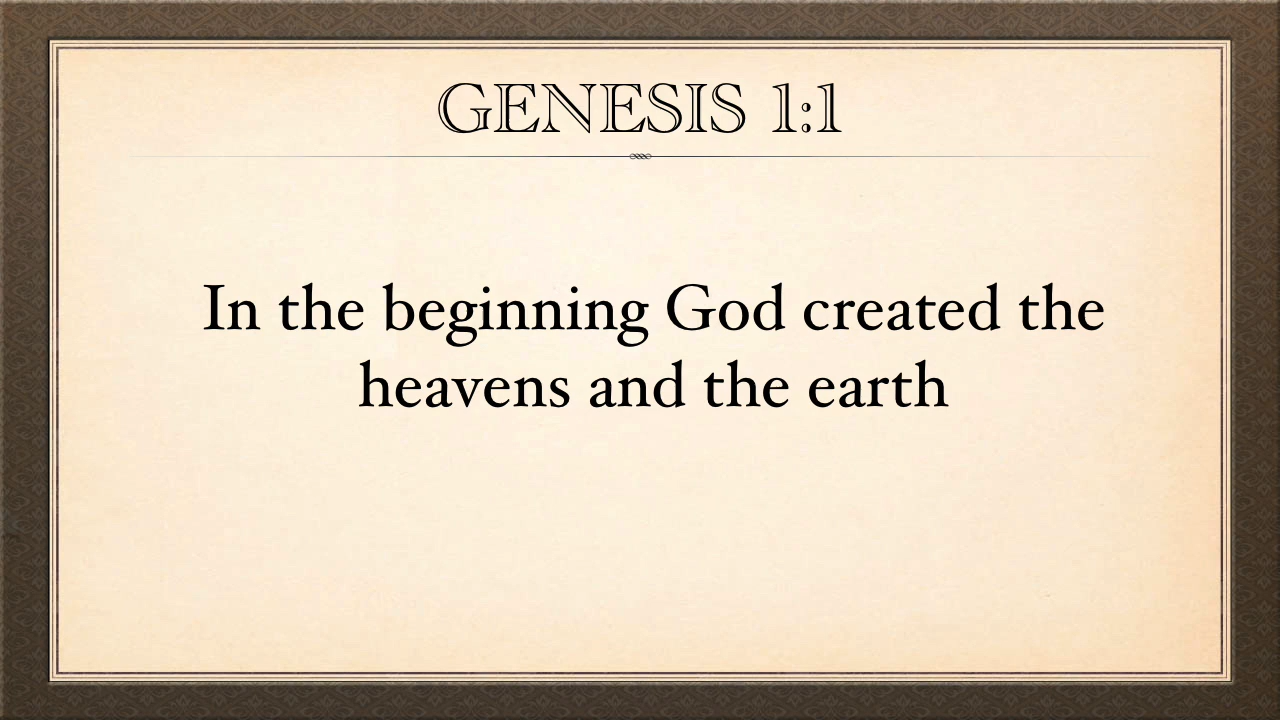 GENESIS 1:1
In the beginning God created the
heavens and the earth